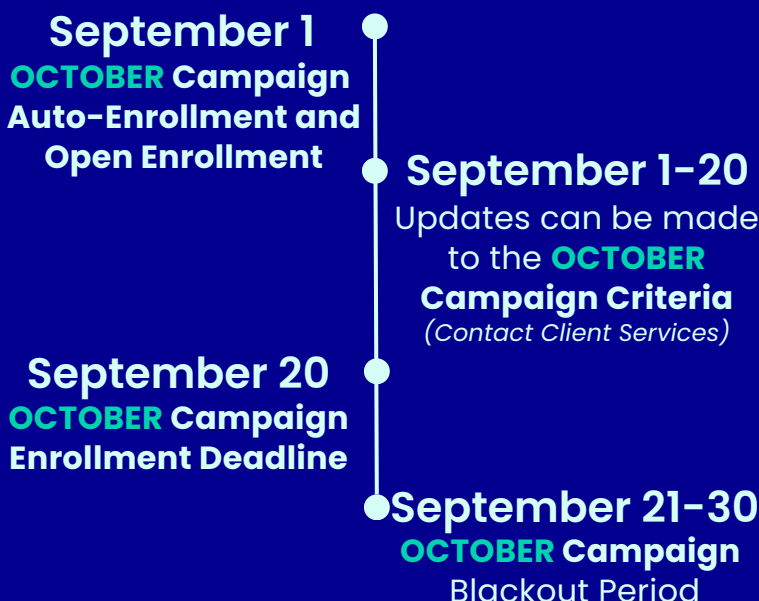 September 1
OCTOBER Campaign
Auto-Enrollment and
Open Enrollment
September 1-20
Updates can be made
to the OCTOBER
Campaign Criteria
(Contact Client Services)
September 20
OCTOBER Campaign
Enrollment Deadline
September 21-30
OCTOBER Campaign
Blackout Period